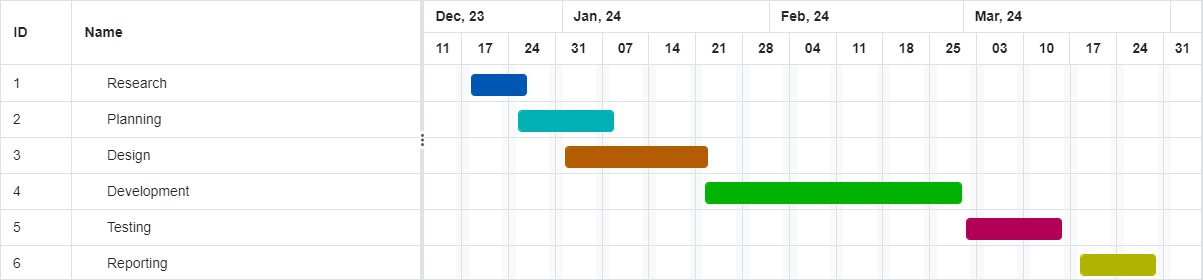 ID Name Dec, 23 Jan, 24 Feb, 24 Mar, 24
11 17 24 31 07 14 21 28 04 11 18 25 03 10 17 24 31
1 Research
2 Planning
3 Design
4 Development
5 Testing
6 Reporting